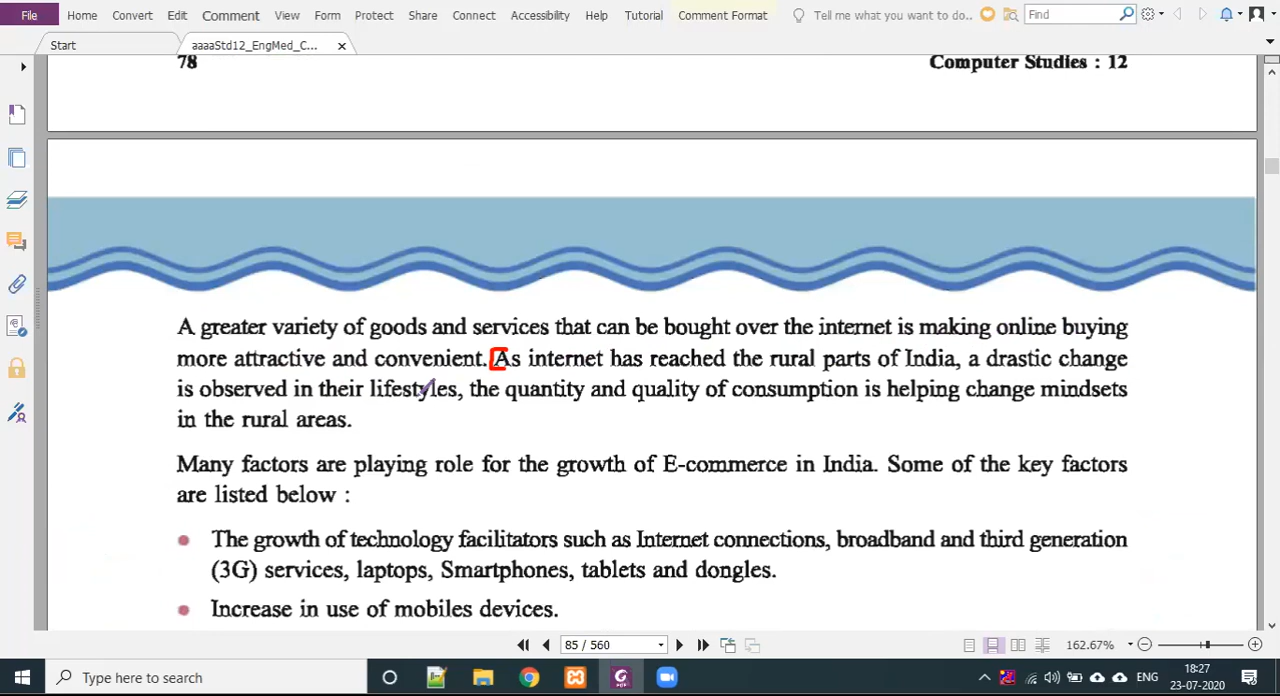 File Home Convert Edit Comment View Form Protect Share Connect Accessibility Help Tutorial Comment Format Tell me what you want to do.. Find
Start aaaaStd12_EngMed_C...
78 Computer Studies : 12
A greater variety of goods and services that can be bought over the internet is making online buying
more attractive and convenient. As internet has reached the rural parts of India, a drastic change
is observed in their lifestyles, the quantity and quality of consumption is helping change mindsets
in the rural areas.
Many factors are playing role for the growth of E-commerce in India. Some of the key factors
are listed below :
The growth of technology facilitators such as Internet connections, broadband and third generation
(3G) services, laptops, Smartphones, tablets and dongles.
Increase in use of mobiles devices.
85 / 560 162.67%
Type here to search ENG 18:27
23-07-2020